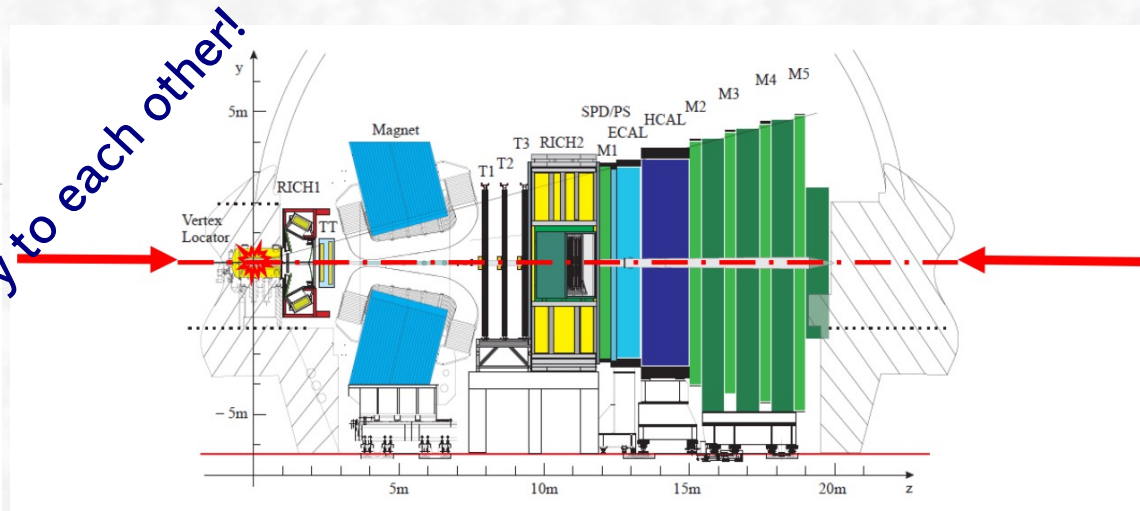 y to each other!
y
5m
Magnet
RICH1
Vertex
Locator
TT
T1
T2
T3
RICH2
SPD/PS
M1
ECAL
HCAL
M2
M3
M4
M5
– 5m
5m
10m
15m
20m
z